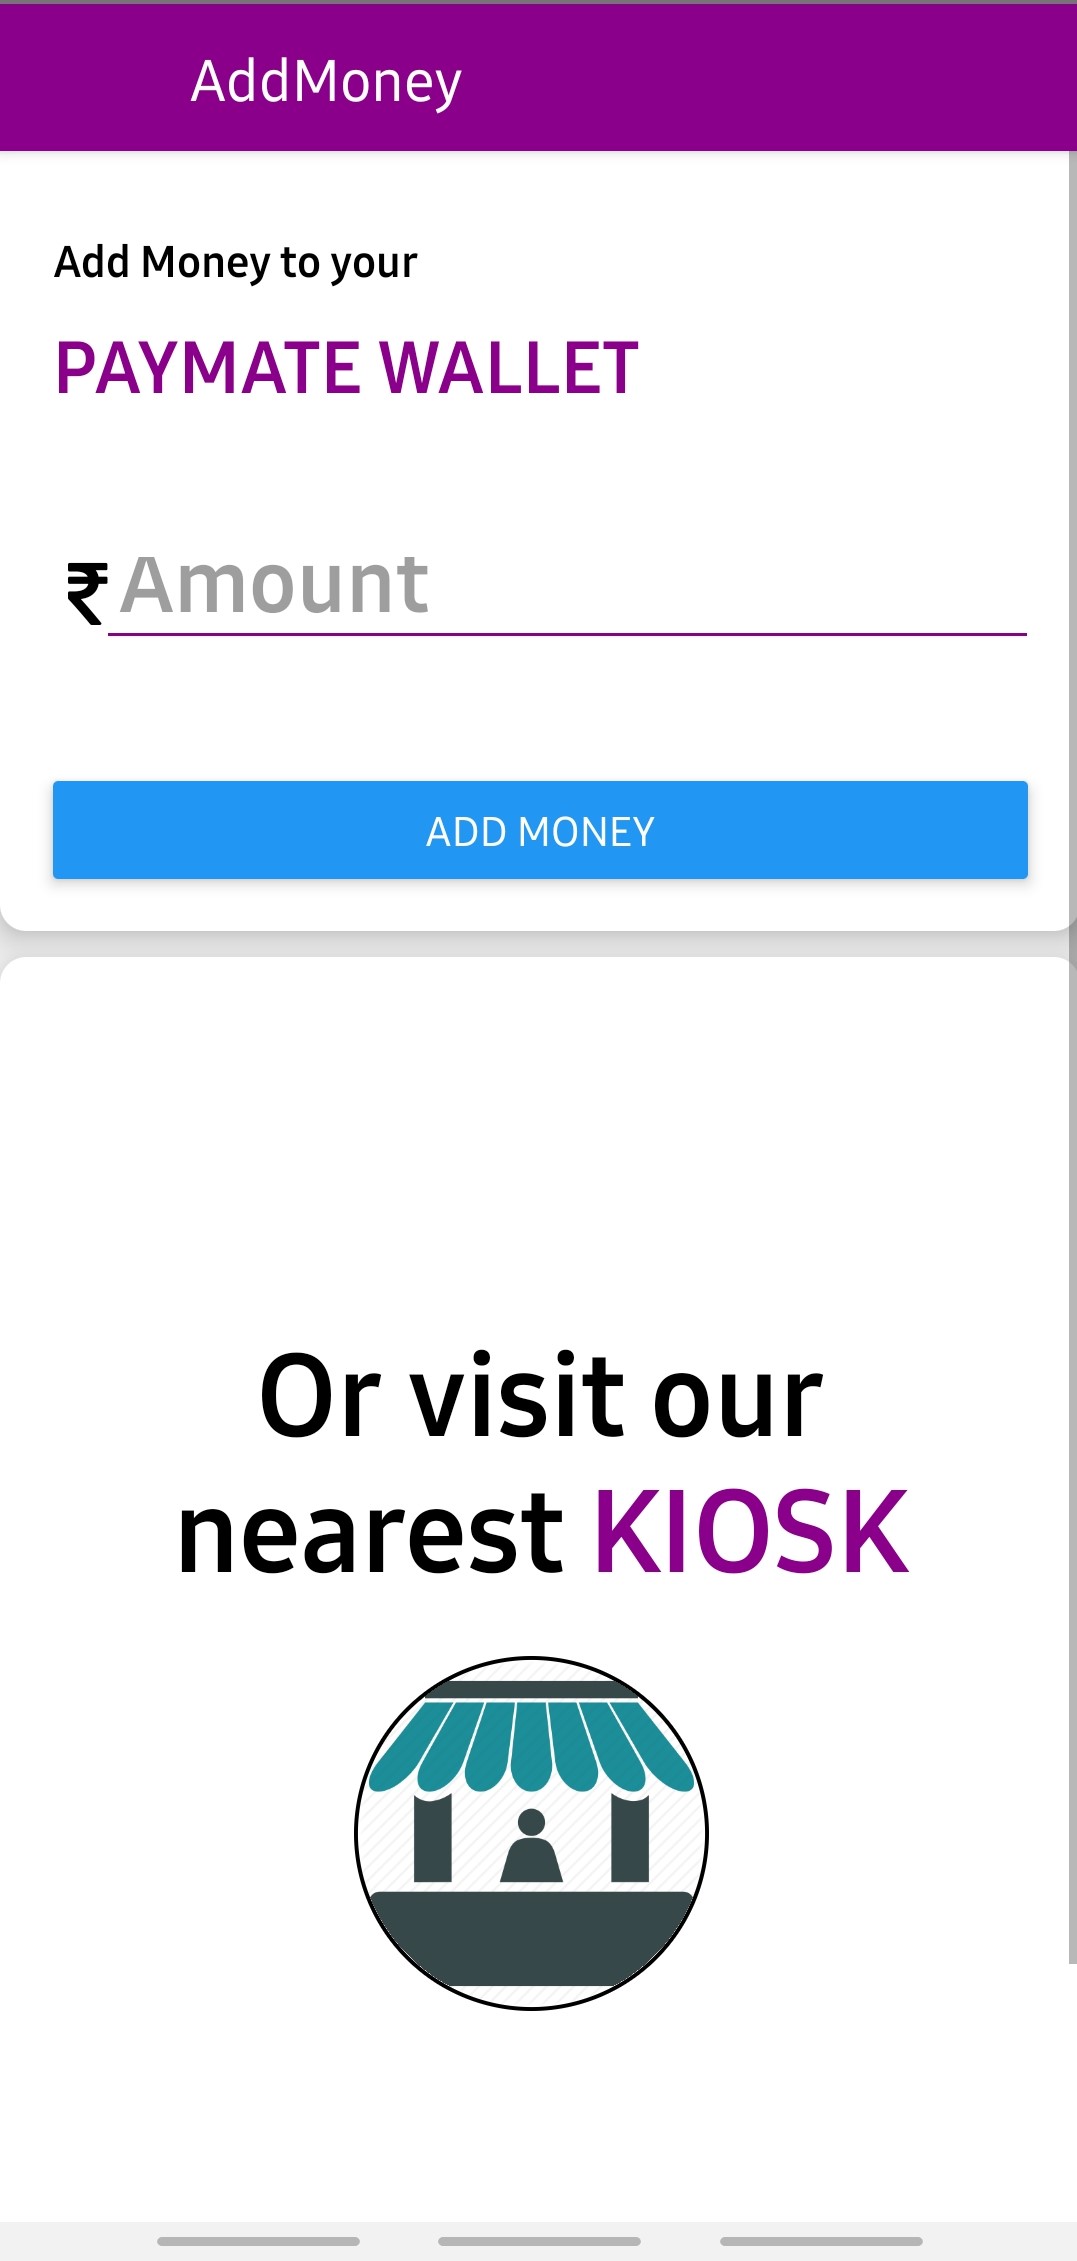 AddMoney
Add Money to your
PAYMATE WALLET
₹ Amount
ADD MONEY
Or visit our
nearest KIOSK